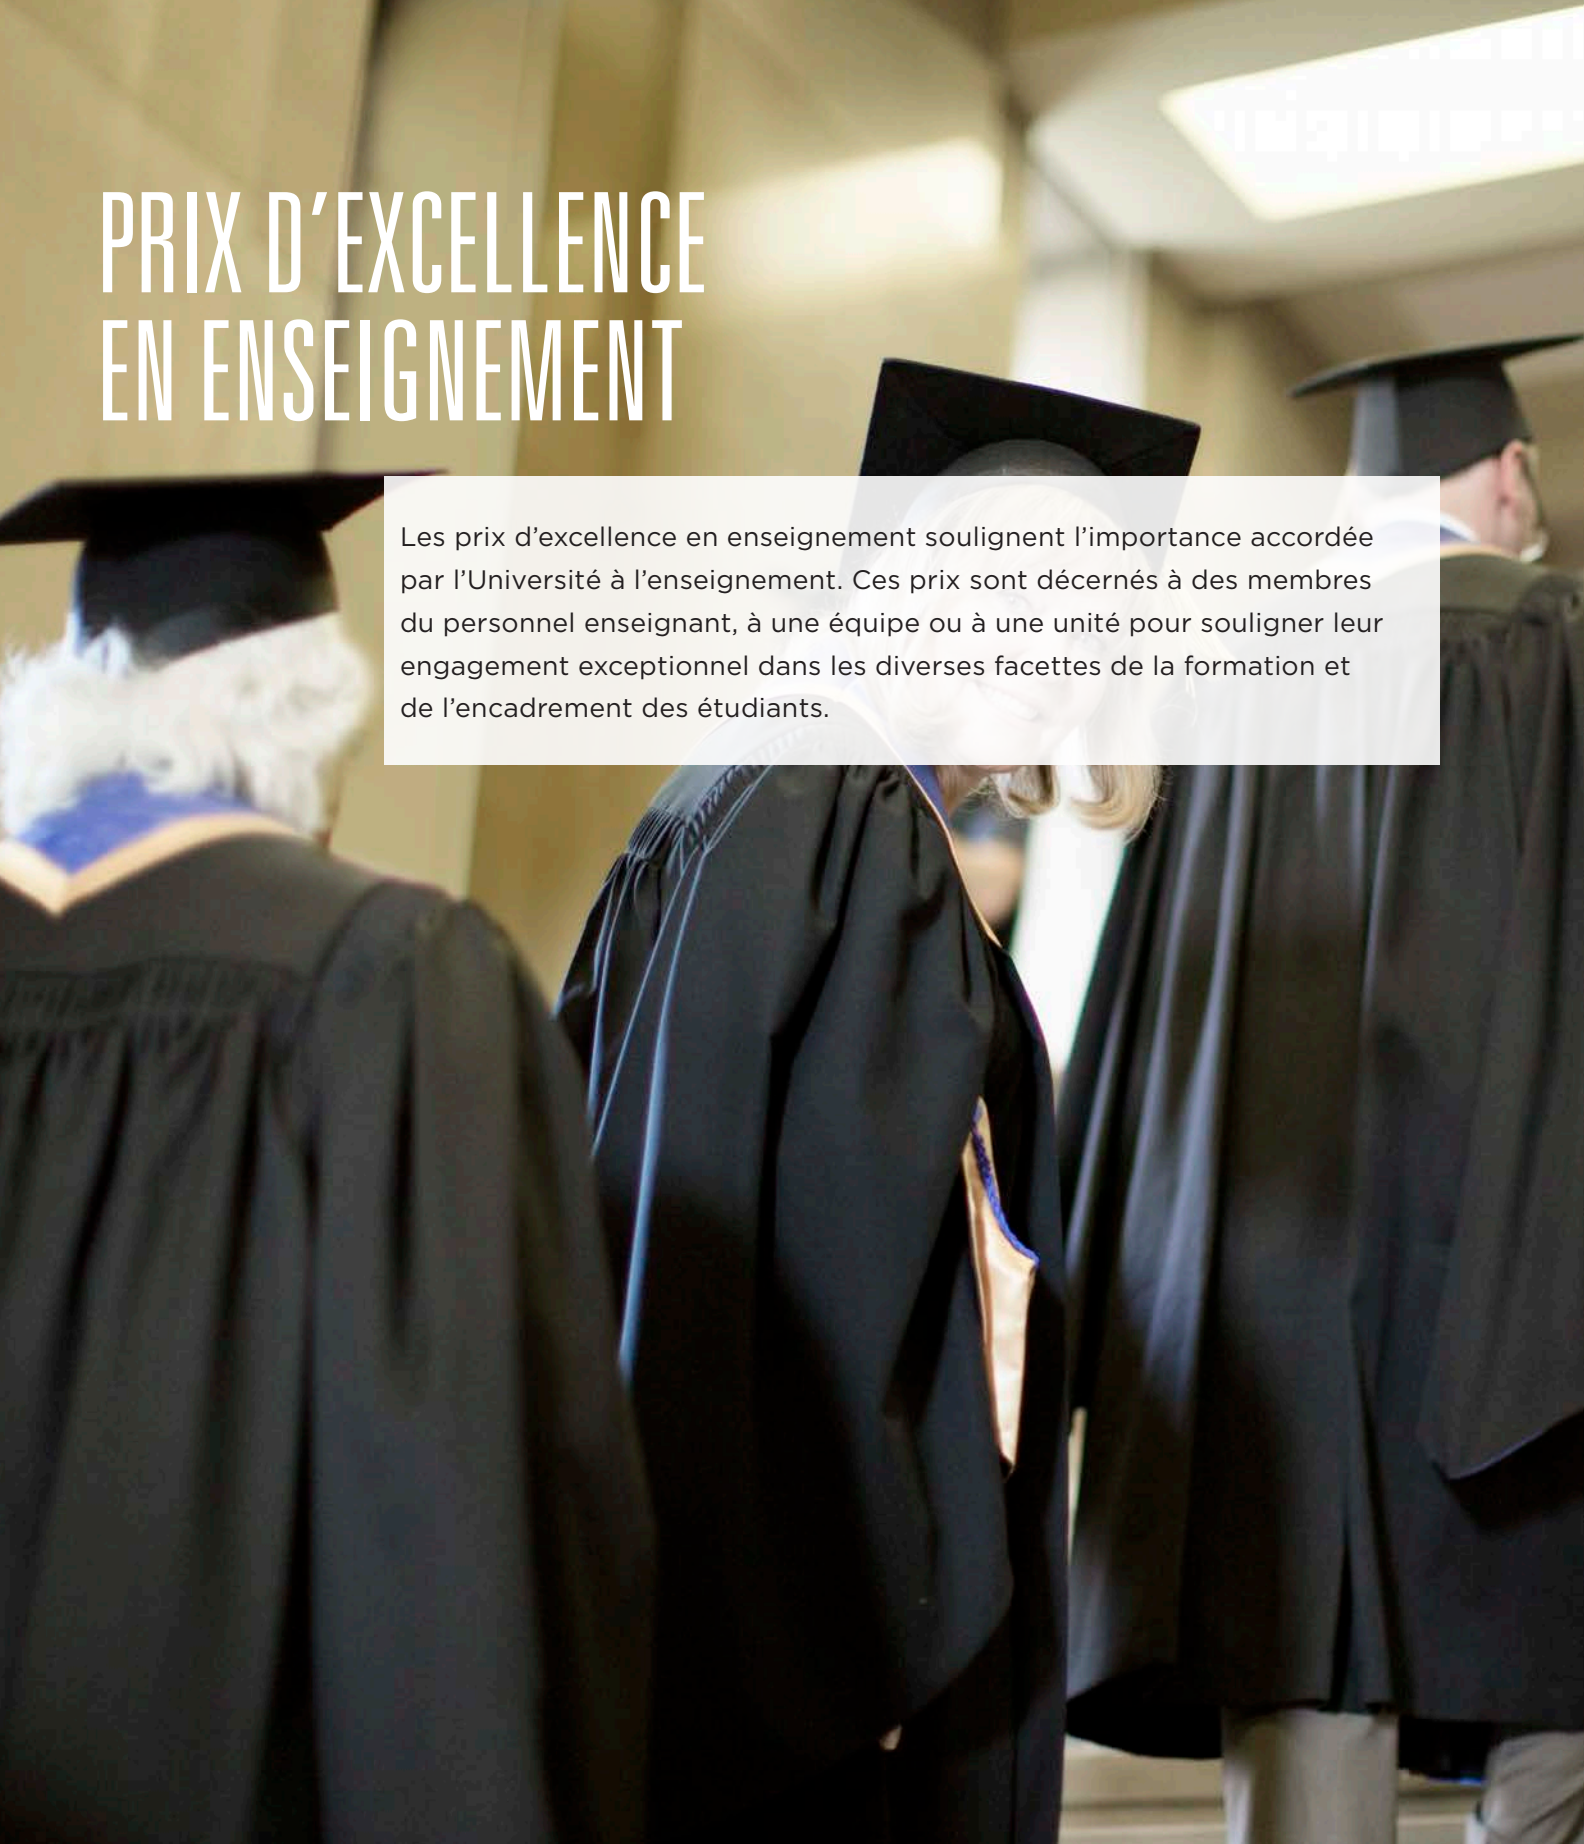 PRIX D’EXCELLENCE
EN ENSEIGNEMENT
Les prix d’excellence en enseignement soulignent l’importance accordée
par l’Université à l’enseignement. Ces prix sont décernés à des membres
du personnel enseignant, à une équipe ou à une unité pour souligner leur
engagement exceptionnel dans les diverses facettes de la formation et
de l’encadrement des étudiants.